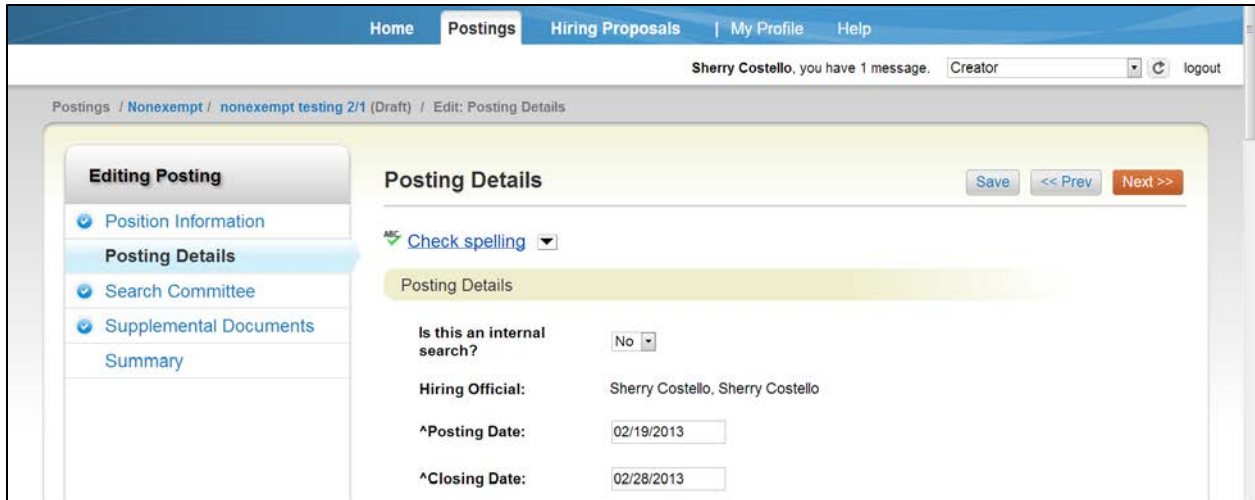 Home Postings Hiring Proposals | My Profile Help
Sherry Costello, you have 1 message. Creator logout
Postings / Nonexempt / nonexempt testing 2/1 (Draft) / Edit: Posting Details
Editing Posting
Position Information
Posting Details
Search Committee
Supplemental Documents
Summary
Posting Details Save << Prev Next >>
ABC Check spelling
Posting Details
Is this an internal
search? No
Hiring Official: Sherry Costello, Sherry Costello
^Posting Date: 02/19/2013
^Closing Date: 02/28/2013